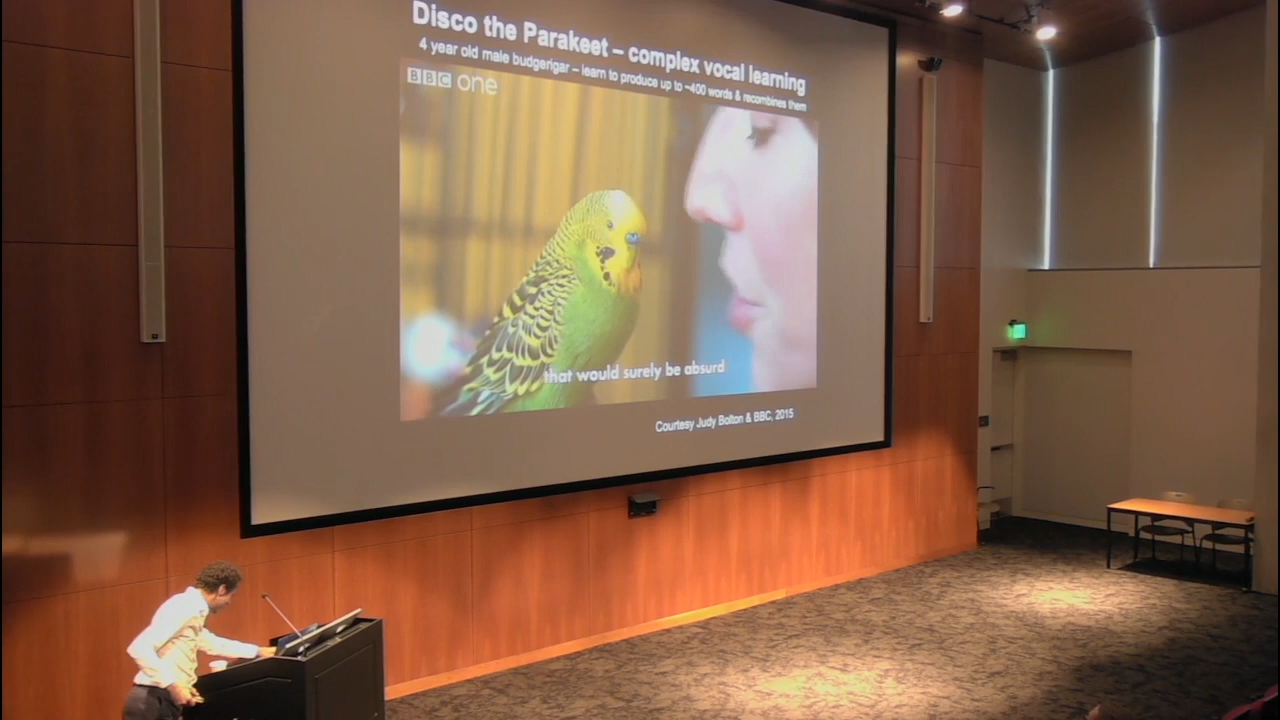 Disco the Parakeet – complex vocal learning
4 year old male budgerigar – learn to produce up to ~400 words & recombines them
BBC one
that would surely be absurd
Courtesy Judy Bolton & BBC, 2015